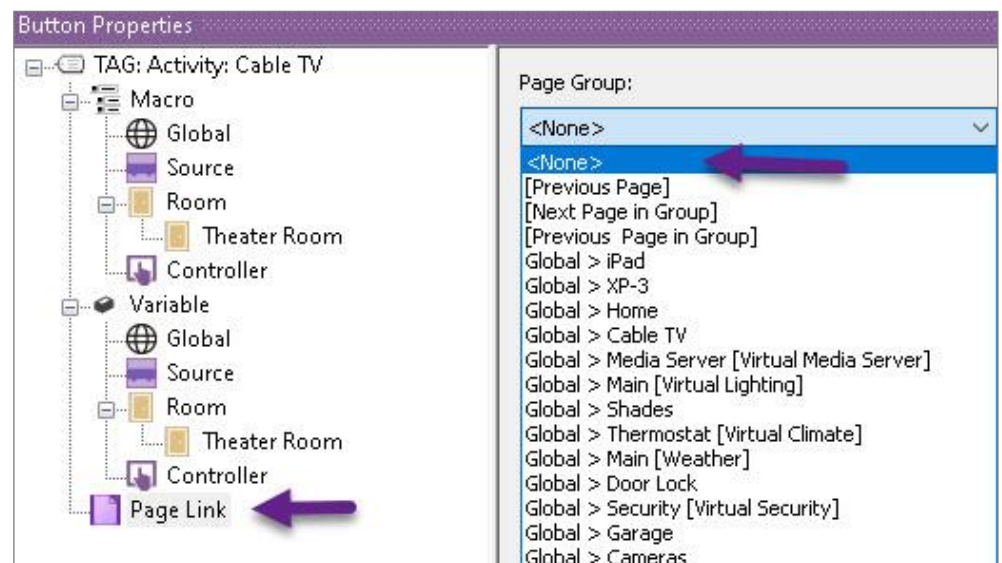 Button Properties
TAG: Activity: Cable TV
Macro
Global
Source
Room
Theater Room
Controller
Variable
Global
Source
Room
Theater Room
Controller
Page Link
Page Group:
<None>
<None>
[Previous Page]
[Next Page in Group]
[Previous Page in Group]
Global > iPad
Global > XP-3
Global > Home
Global > Cable TV
Global > Media Server [Virtual Media Server]
Global > Main [Virtual Lighting]
Global > Shades
Global > Thermostat [Virtual Climate]
Global > Main [Weather]
Global > Door Lock
Global > Security [Virtual Security]
Global > Garage
Global > Cameras